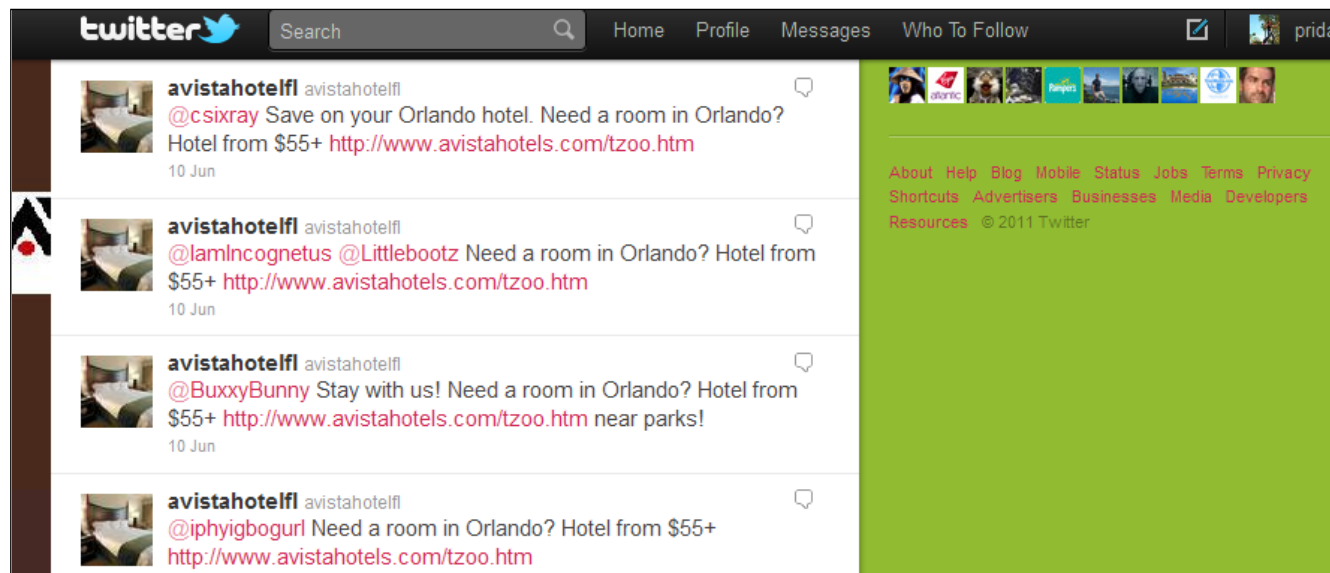 twitter Search Home Profile Messages Who To Follow prida
avistahotelfl avistahotelfl
@csixray Save on your Orlando hotel. Need a room in Orlando?
Hotel from $55+ http://www.avistahotels.com/tzoo.htm
10 Jun
avistahotelfl avistahotelfl
@IamIncognetus @Littlebootz Need a room in Orlando? Hotel from
$55+ http://www.avistahotels.com/tzoo.htm
10 Jun
avistahotelfl avistahotelfl
@BuxxyBunny Stay with us! Need a room in Orlando? Hotel from
$55+ http://www.avistahotels.com/tzoo.htm near parks!
10 Jun
avistahotelfl avistahotelfl
@iphyigbogurl Need a room in Orlando? Hotel from $55+
http://www.avistahotels.com/tzoo.htm
atlantic
Pampers
About Help Blog Mobile Status Jobs Terms Privacy
Shortcuts Advertisers Businesses Media Developers
Resources © 2011 Twitter